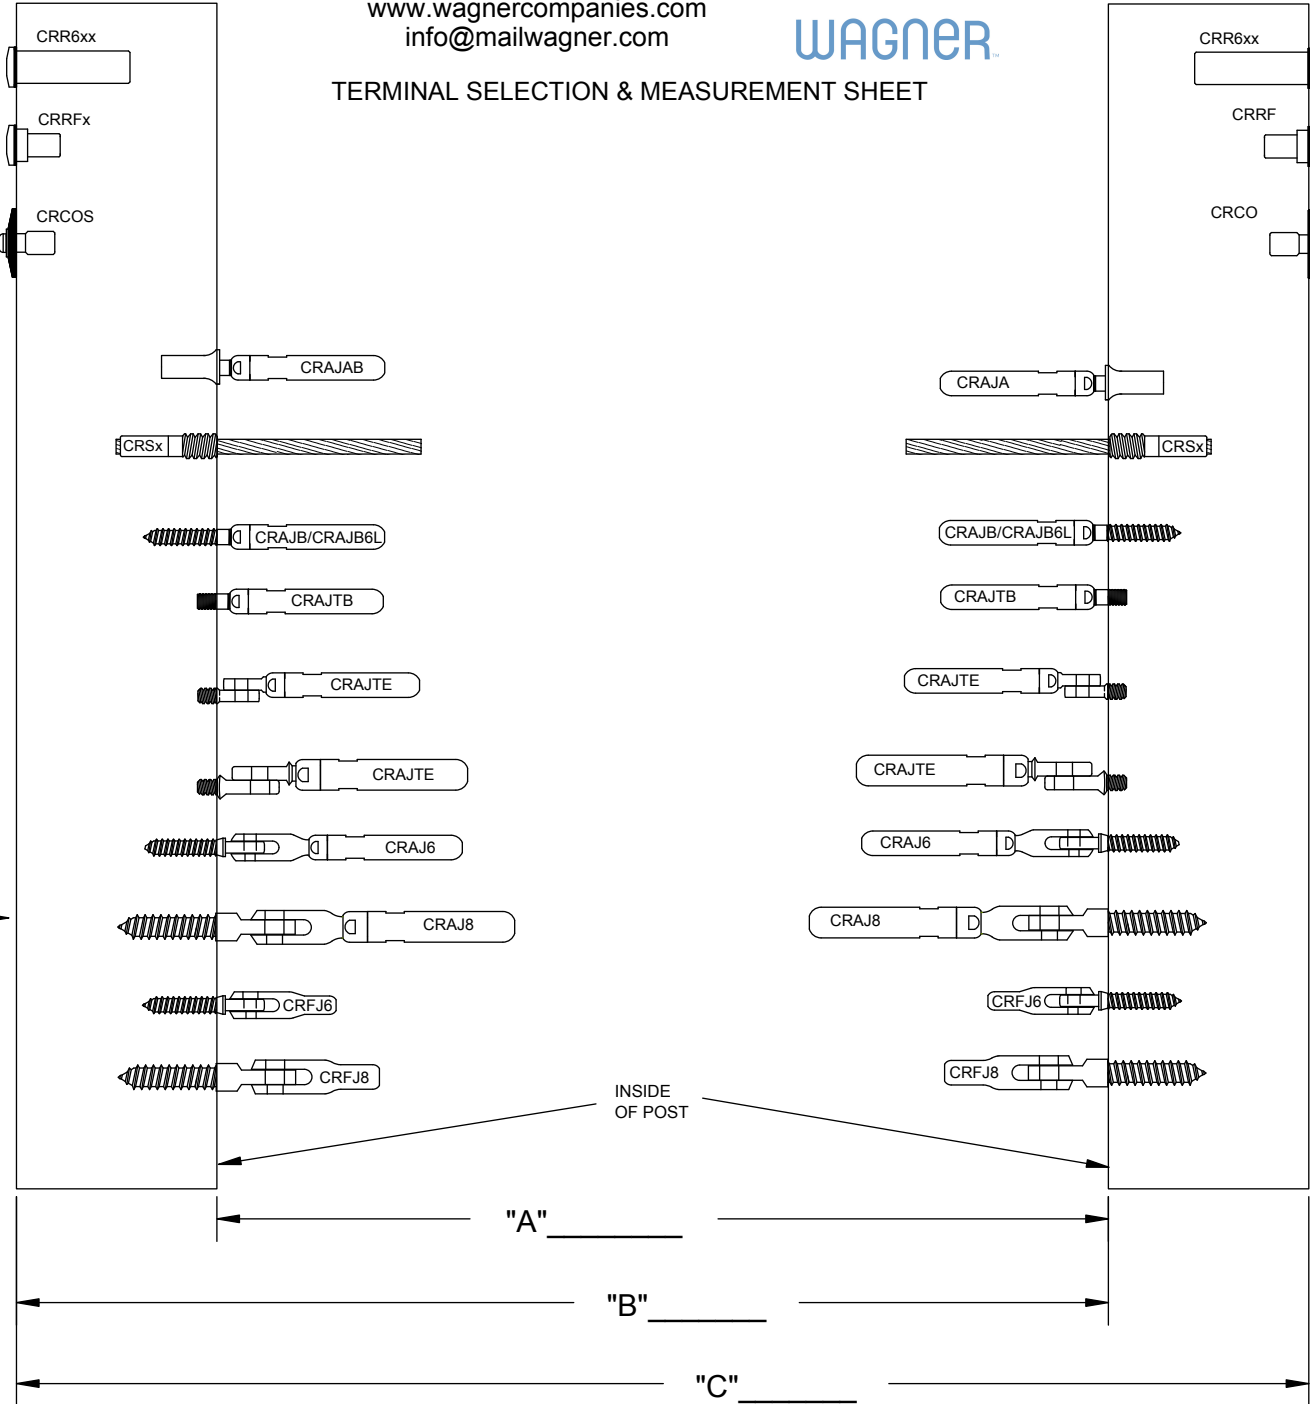 www.wagnercompanies.com
info@mailwagner.com
WAGNER™
TERMINAL SELECTION & MEASUREMENT SHEET
CRR6xx
CRR6xx
CRRFx
CRRF
CRCOS
CRCO
CRAJAB
CRAJA
CRSx
CRSx
CRAJB/CRAJB6L
CRAJB/CRAJB6L
CRAJTB
CRAJTB
CRAJTE
CRAJTE
CRAJTE
CRAJTE
CRAJ6
CRAJ6
CRAJ8
CRAJ8
CRFJ6
CRFJ6
CRFJ8
CRFJ8
INSIDE
OF POST
"A"________
"B"_______
"C"_______